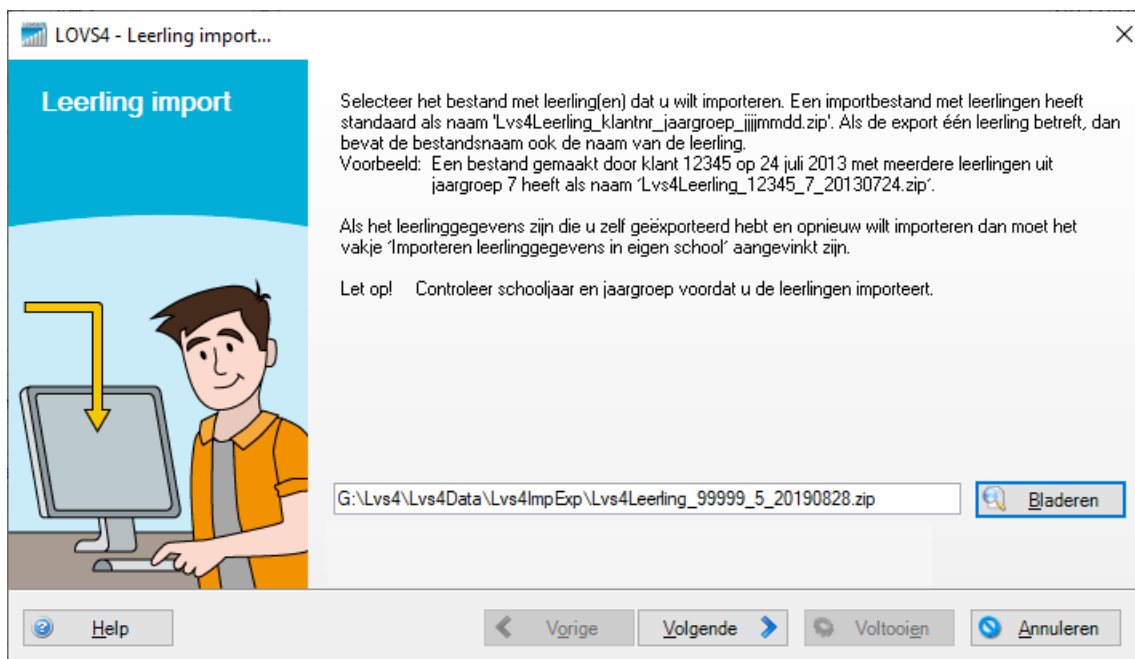 LOVS4 - Leerling import...
Leerling import
Selecteer het bestand met leerling(en) dat u wilt importeren. Een importbestand met leerlingen heeft
standaard als naam 'Lvs4Leerling_klantnr_jaargroep_jjjjmmdd.zip'. Als de export één leerling betreft, dan
bevat de bestandsnaam ook de naam van de leerling.
Voorbeeld: Een bestand gemaakt door klant 12345 op 24 juli 2013 met meerdere leerlingen uit
jaargroep 7 heeft als naam ´Lvs4Leerling_12345_7_20130724.zip´.
Als het leerlinggegevens zijn die u zelf geëxporteerd hebt en opnieuw wilt importeren dan moet het
vakje ´Importeren leerlinggegevens in eigen school´ aangevinkt zijn.
Let op! Controleer schooljaar en jaargroep voordat u de leerlingen importeert.
G:\Lvs4\Lvs4Data\Lvs4ImpExp\Lvs4Leerling_99999_5_20190828.zip
Bladeren
Help
Vorige
Volgende
Voltooien
Annuleren